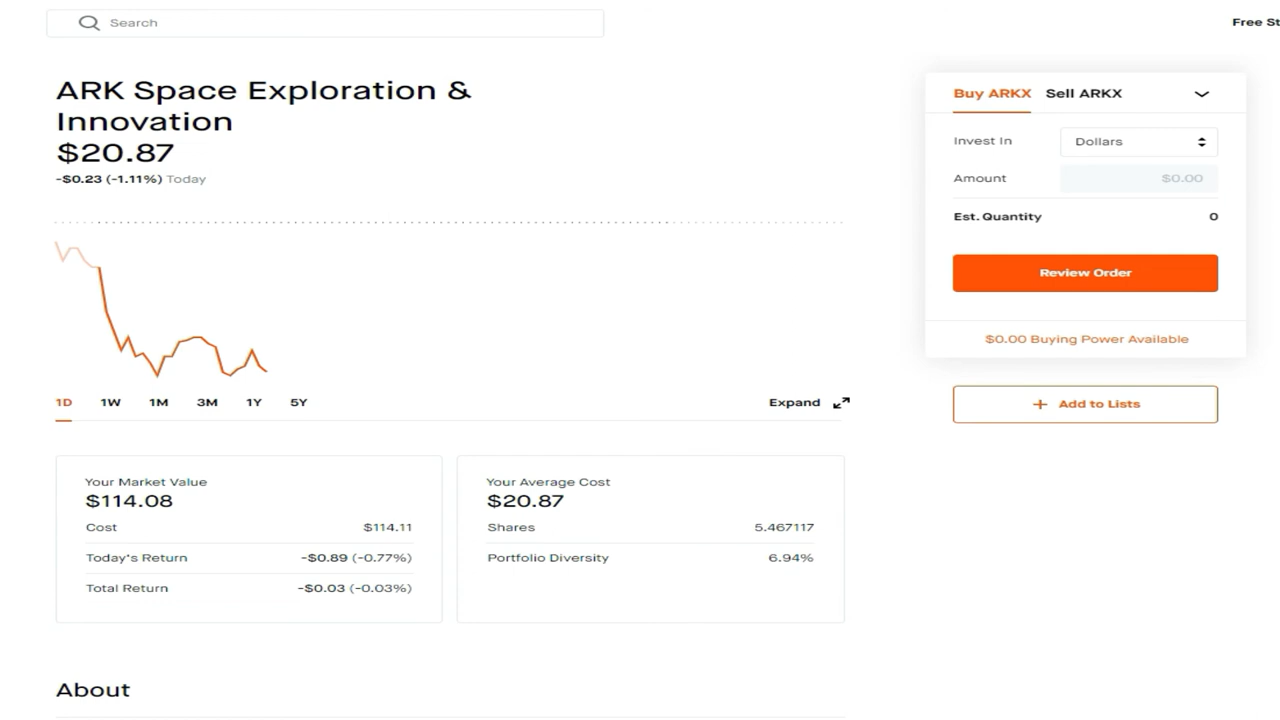 Search
Free St
ARK Space Exploration &
Innovation
$20.87
-$0.23 (-1.11%) Today
1D 1W 1M 3M 1Y 5Y
Expand
Your Market Value
$114.08
Cost $114.11
Today's Return -$0.89 (-0.77%)
Total Return -$0.03 (-0.03%)
Your Average Cost
$20.87
Shares 5.467117
Portfolio Diversity 6.94%
About
Buy ARKX Sell ARKX
Invest In Dollars
Amount $0.00
Est. Quantity 0
Review Order
$0.00 Buying Power Available
+ Add to Lists